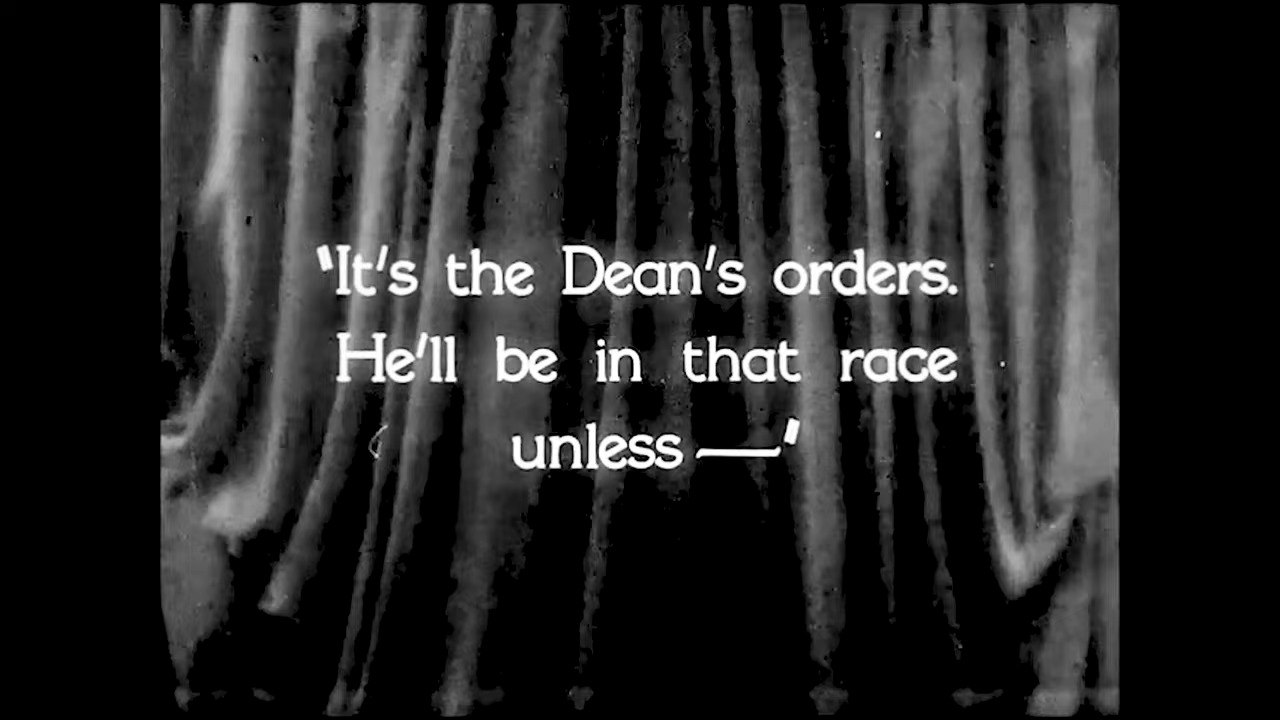 "It's the Dean's orders.
He'll be in that race
unless —"